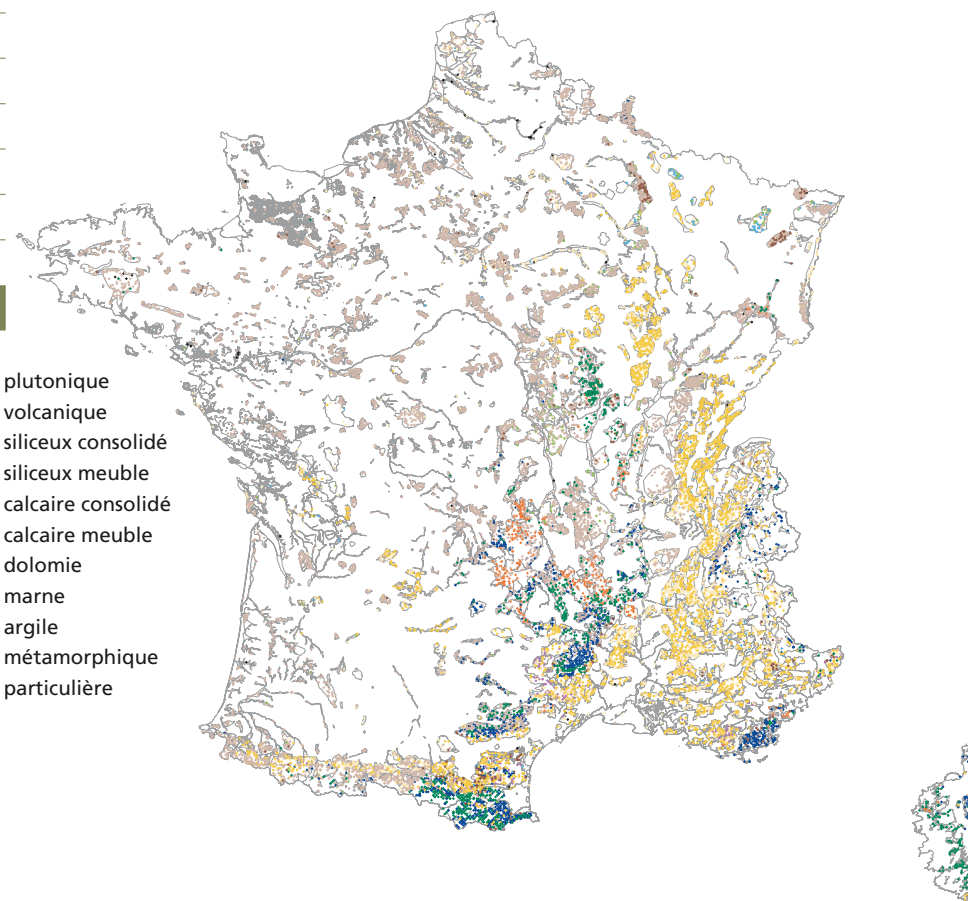 plutonique
volcanique
siliceux consolidé
siliceux meuble
calcaire consolidé
calcaire meuble
dolomie
marne
argile
métamorphique
particulière